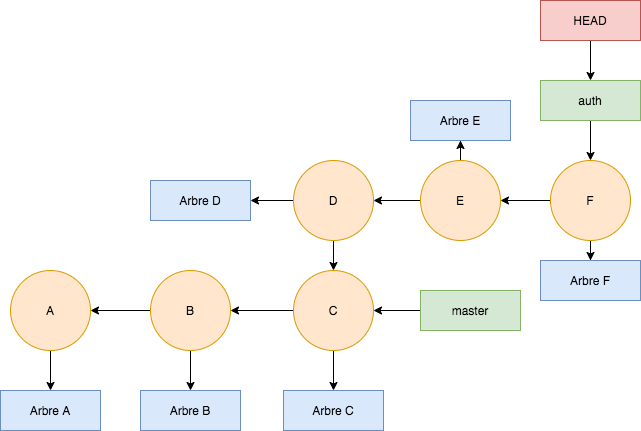 HEAD
auth
Arbre E
Arbre D
D
E
F
Arbre F
A
B
C
master
Arbre A
Arbre B
Arbre C